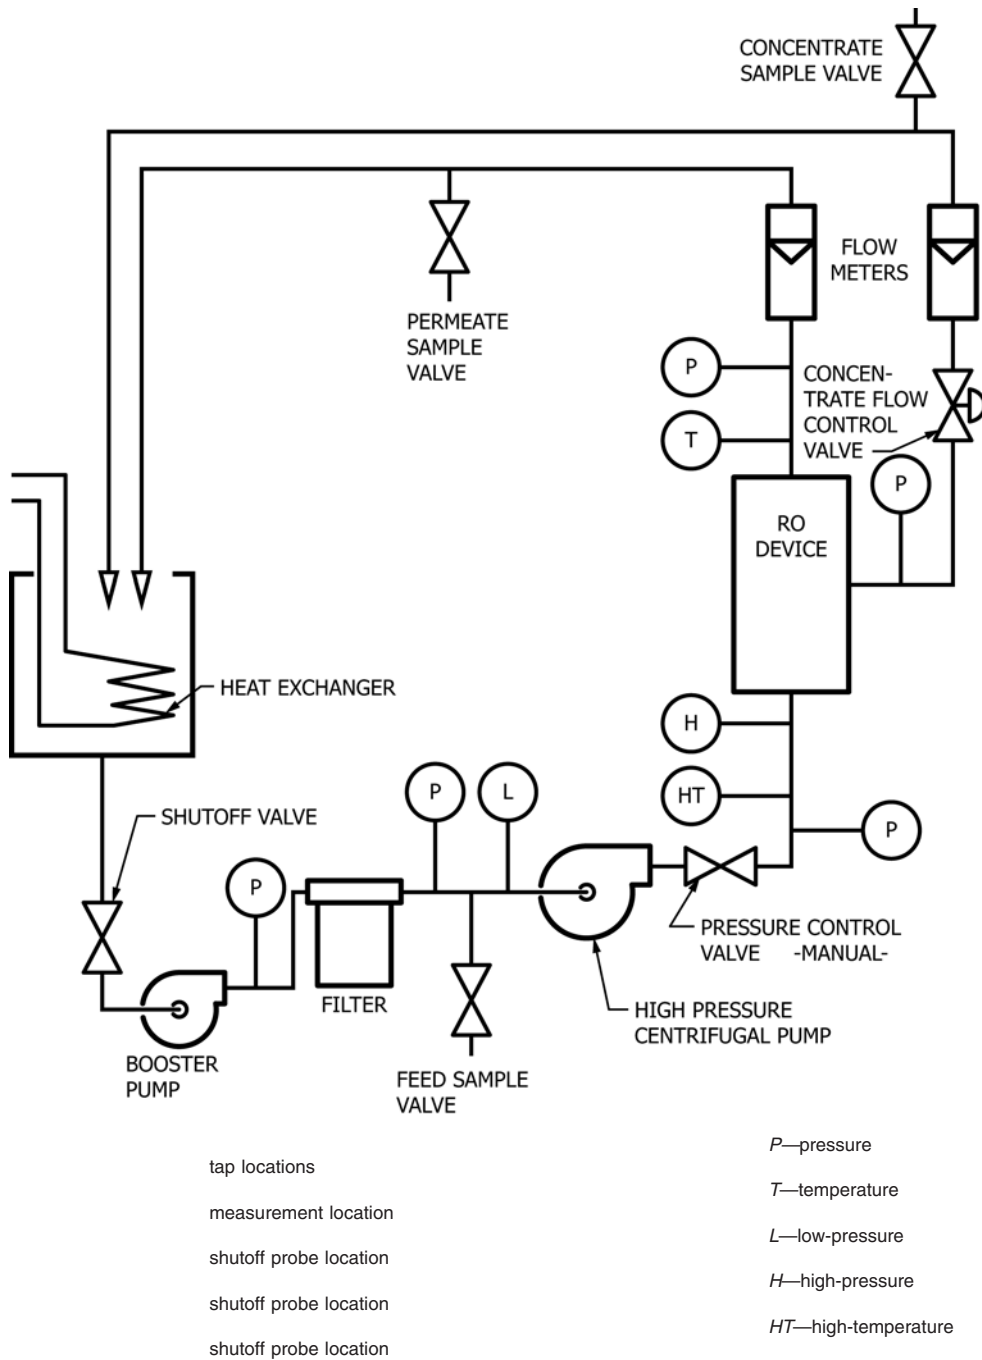 CONCENTRATE
SAMPLE VALVE
FLOW
METERS
PERMEATE
SAMPLE
VALVE
P
CONCEN-
TRATE FLOW
CONTROL
VALVE
T
P
RO
DEVICE
HEAT EXCHANGER
H
HT
P
L
P
SHUTOFF VALVE
P
PRESSURE CONTROL
VALVE -MANUAL-
FILTER
HIGH PRESSURE
CENTRIFUGAL PUMP
BOOSTER
PUMP
FEED SAMPLE
VALVE
P—pressure
tap locations
T—temperature
measurement location
L—low-pressure
shutoff probe location
H—high-pressure
shutoff probe location
HT—high-temperature
shutoff probe location